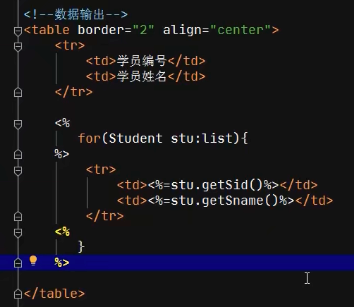 <!--数据输出-->
<table border="2" align="center">
<tr>
<td>学员编号</td>
<td>学员姓名</td>
</tr>
<%
for(Student stu:list){
%>
<tr>
<td><%=stu.getSid()%></td>
<td><%=stu.getSname()%></td>
</tr>
<%
}
%>
</table>